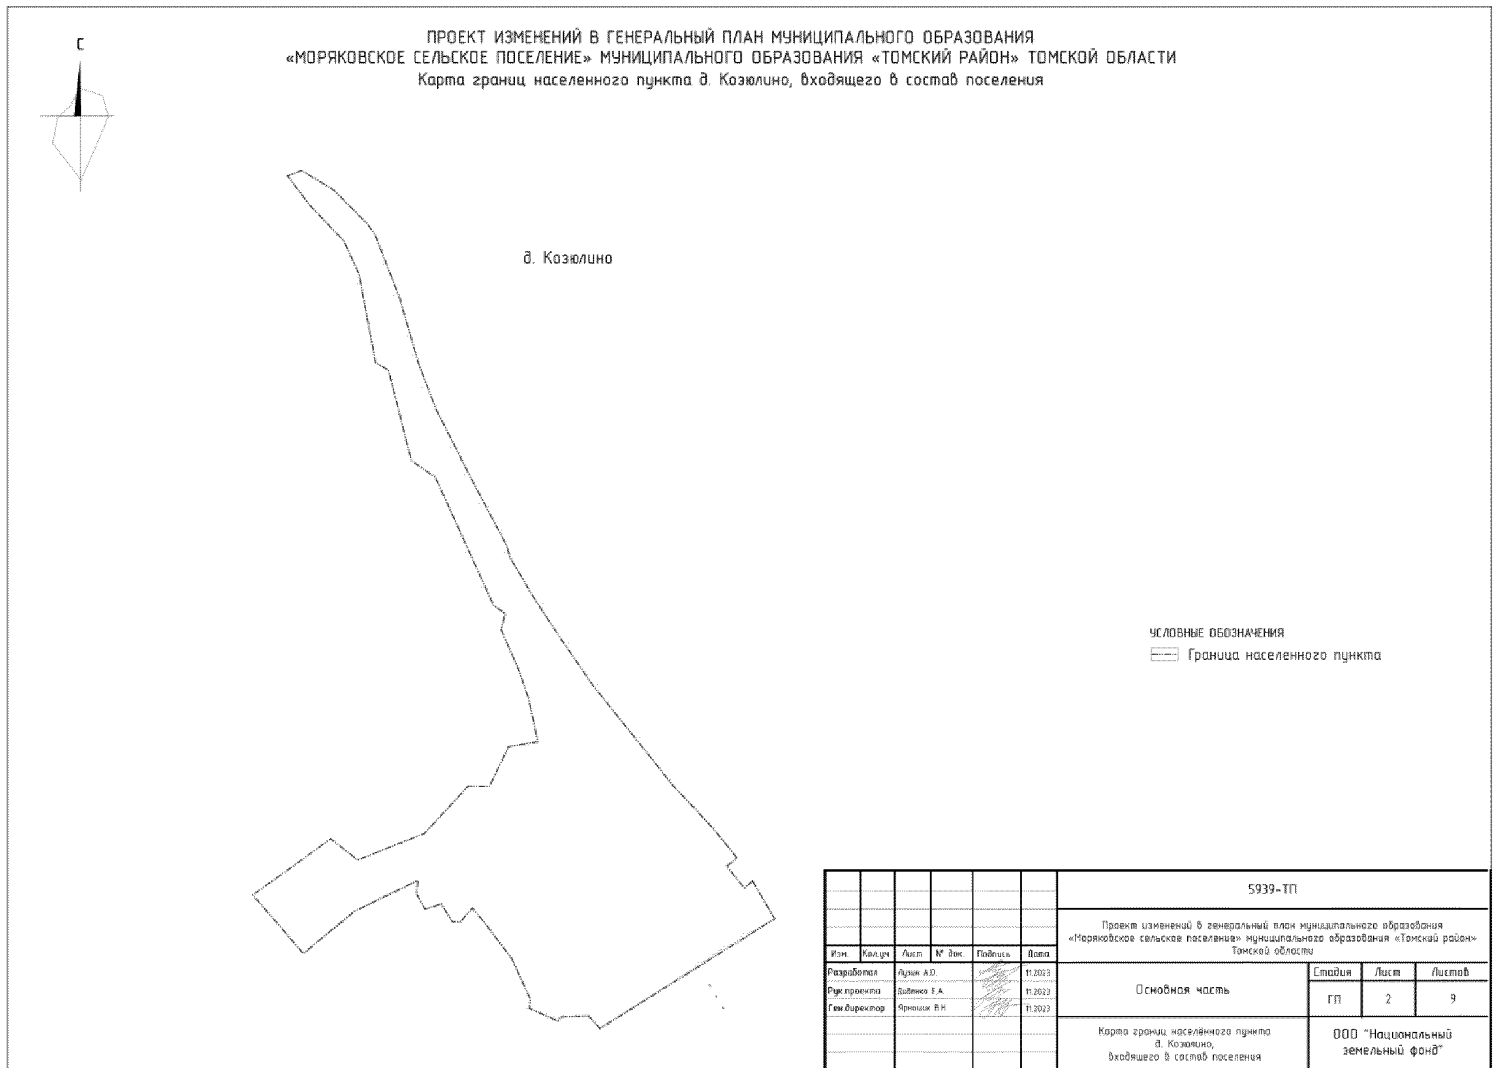 С
ПРОЕКТ ИЗМЕНЕНИЙ В ГЕНЕРАЛЬНЫЙ ПЛАН МУНИЦИПАЛЬНОГО ОБРАЗОВАНИЯ
«МОРЯКОВСКОЕ СЕЛЬСКОЕ ПОСЕЛЕНИЕ» МУНИЦИПАЛЬНОГО ОБРАЗОВАНИЯ «ТОМСКИЙ РАЙОН» ТОМСКОЙ ОБЛАСТИ
Карта границ населенного пункта д. Козюлино, входящего в состав поселения
д. Козюлино
УСЛОВНЫЕ ОБОЗНАЧЕНИЯ
Граница населенного пункта
5939-ТП
Проект изменений в генеральный план муниципального образования
«Моряковское сельское поселение» муниципального образования «Томский район»
Томской области
Изм. Кол.уч Лист № док. Подпись Дата
Разработал А.О. 11.2023
Рук.проекта Е.А. 11.2023
Ген.директор В.Н 11.2023
Основная часть
Стадия Лист Листов
ГП 2 9
Карта границ населённого пункта
д. Козюлино,
входящего в состав поселения
ООО "Национальный
земельный фонд"